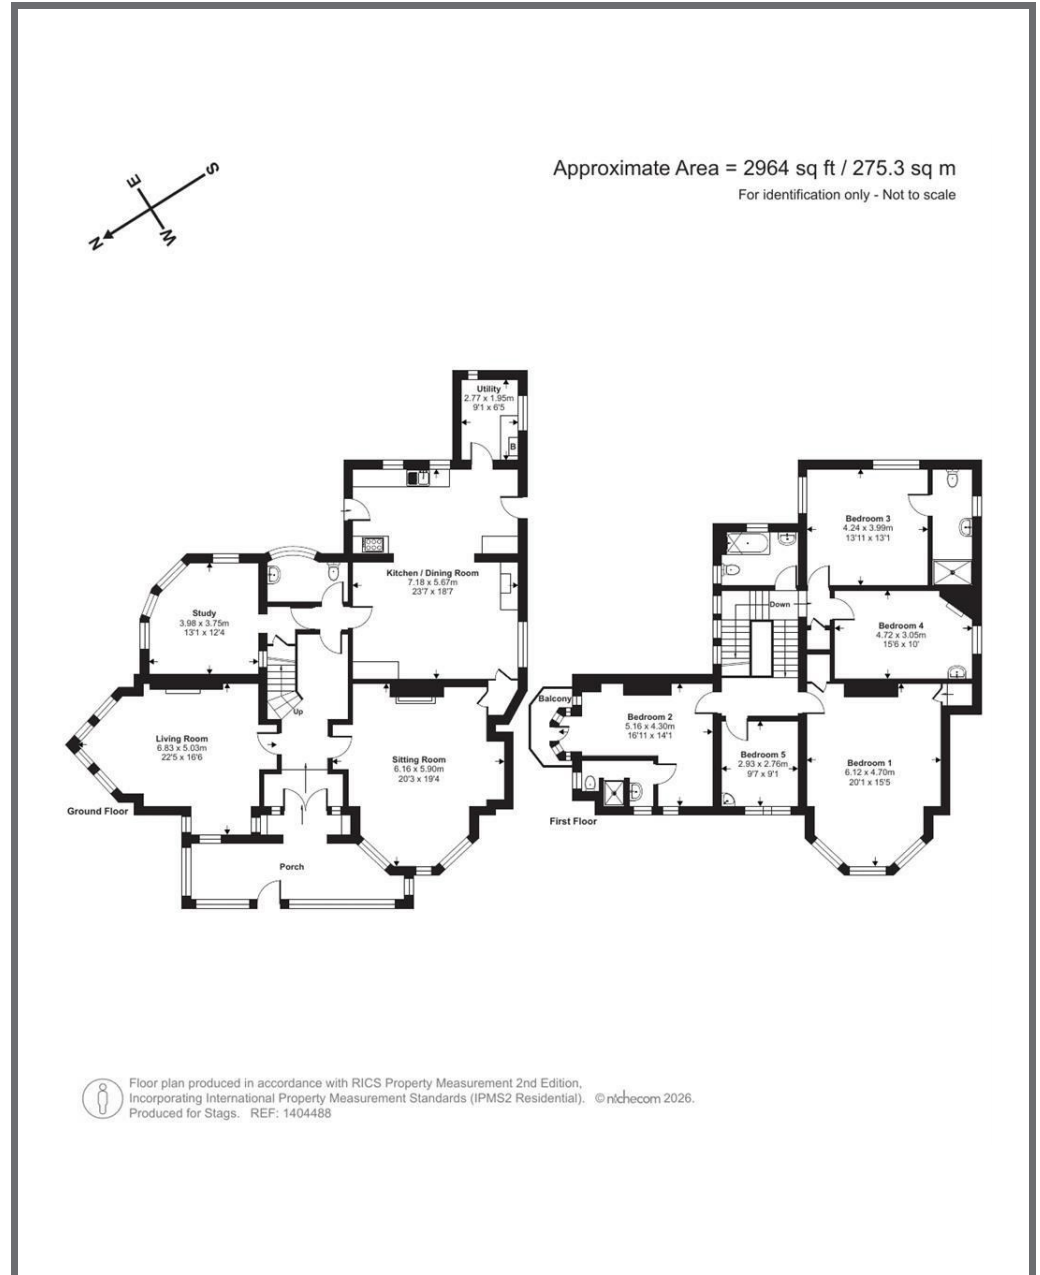 Approximate Area = 2964 sq ft / 275.3 sq m
For identification only - Not to scale
S
E
W
N
Utility
2.77 x 1.95m
9'1 x 6'5
B
Kitchen / Dining Room
7.18 x 5.67m
23'7 x 18'7
Study
3.98 x 3.75m
13'1 x 12'4
Up
Living Room
6.83 x 5.03m
22'5 x 16'6
Sitting Room
6.16 x 5.90m
20'3 x 19'4
Ground Floor
Porch
Bedroom 3
4.24 x 3.99m
13'11 x 13'1
Down
Bedroom 4
4.72 x 3.05m
15'6 x 10'
Balcony
Bedroom 2
5.16 x 4.30m
16'11 x 14'1
Bedroom 5
2.93 x 2.76m
9'7 x 9'1
Bedroom 1
6.12 x 4.70m
20'1 x 15'5
First Floor
Floor plan produced in accordance with RICS Property Measurement 2nd Edition,
Incorporating International Property Measurement Standards (IPMS2 Residential). © nichecom 2026.
Produced for Stags. REF: 1404488